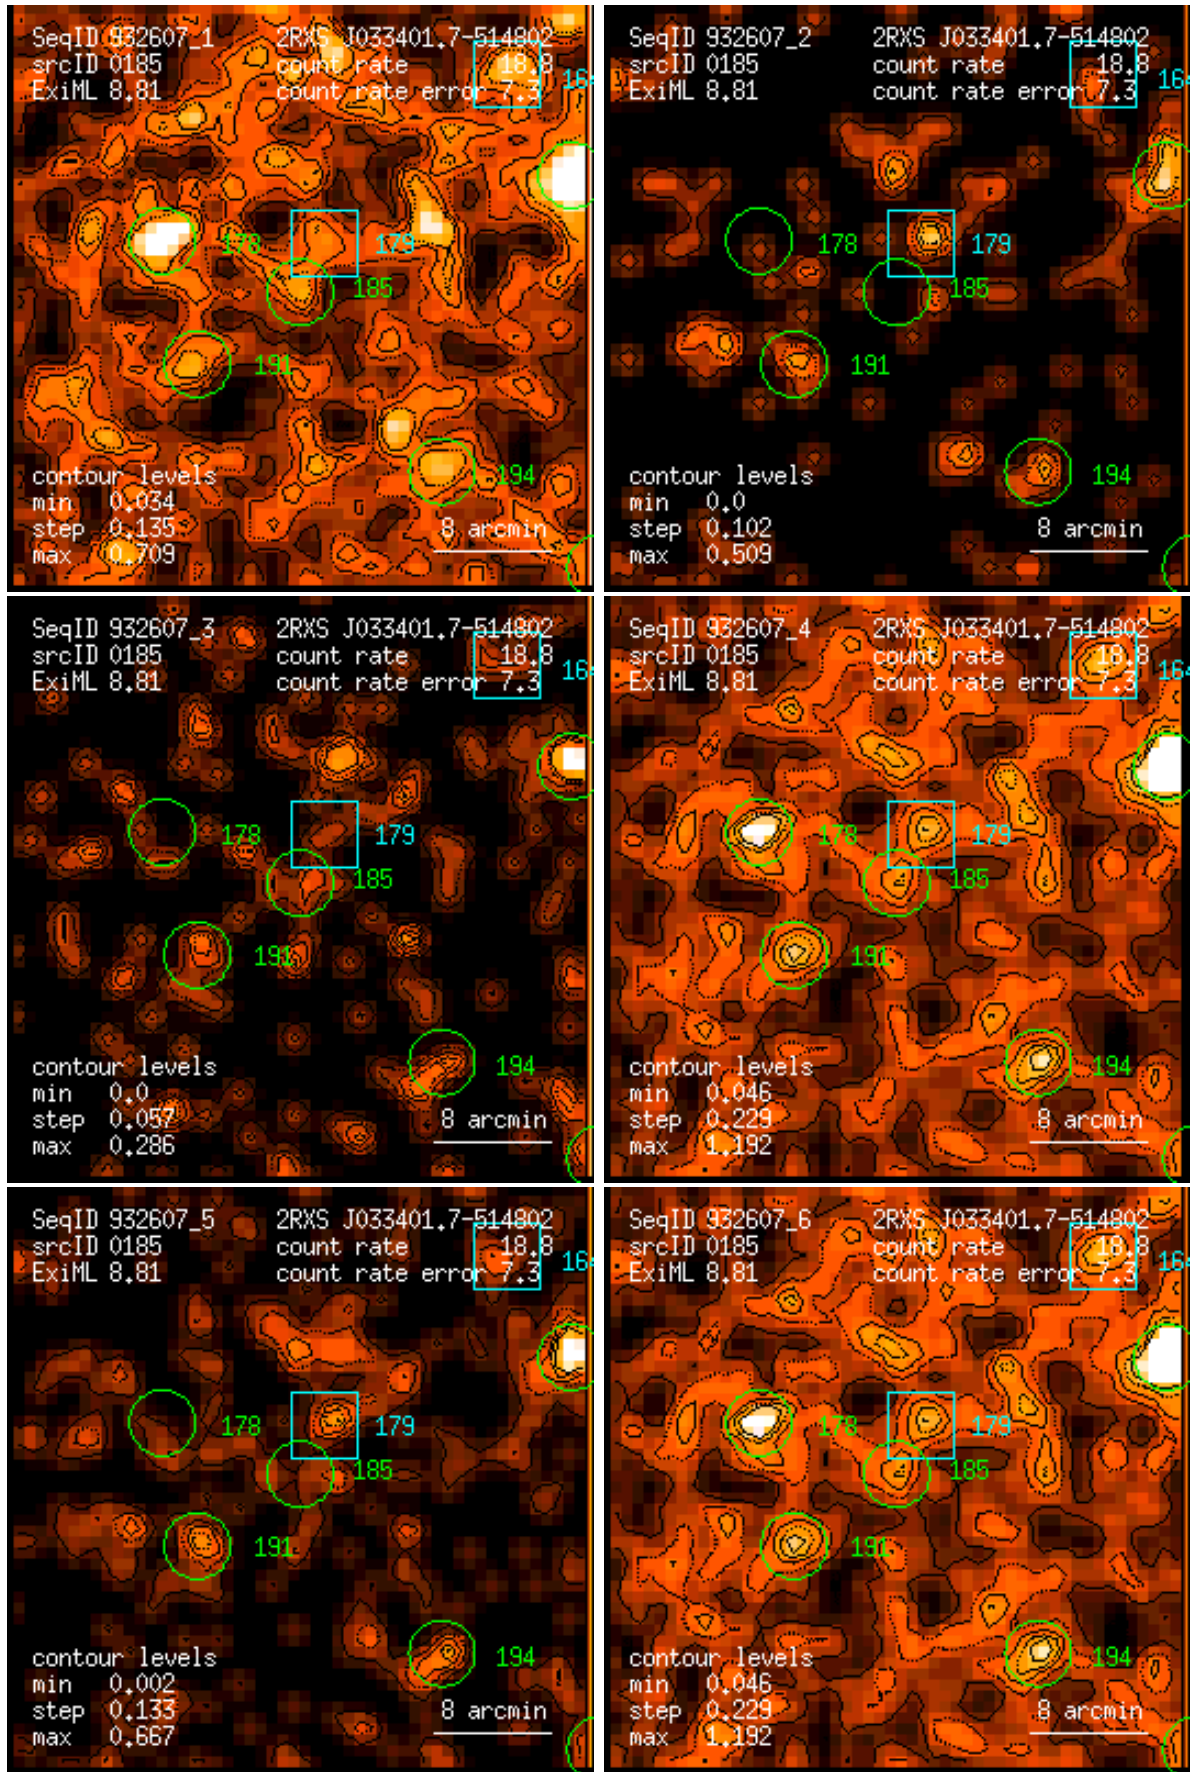 SeqID 932607_1 2RXS J033401.7-514802
srcID 0185 count rate 18.8
ExiML 8.81 count rate error 7.3
164
178
179
185
191
194
contour levels
min 0.034
step 0.135
max 0.709
8 arcmin
SeqID 932607_2 2RXS J033401.7-514802
srcID 0185 count rate 18.8
ExiML 8.81 count rate error 7.3
164
178
179
185
191
194
contour levels
min 0.0
step 0.102
max 0.509
8 arcmin
SeqID 932607_3 2RXS J033401.7-514802
srcID 0185 count rate 18.8
ExiML 8.81 count rate error 7.3
164
178
179
185
191
194
contour levels
min 0.0
step 0.057
max 0.286
8 arcmin
SeqID 932607_4 2RXS J033401.7-514802
srcID 0185 count rate 18.8
ExiML 8.81 count rate error 7.3
164
178
179
185
191
194
contour levels
min 0.046
step 0.229
max 1.192
8 arcmin
SeqID 932607_5 2RXS J033401.7-514802
srcID 0185 count rate 18.8
ExiML 8.81 count rate error 7.3
164
178
179
185
191
194
contour levels
min 0.002
step 0.133
max 0.667
8 arcmin
SeqID 932607_6 2RXS J033401.7-514802
srcID 0185 count rate 18.8
ExiML 8.81 count rate error 7.3
164
178
179
185
191
194
contour levels
min 0.046
step 0.229
max 1.192
8 arcmin